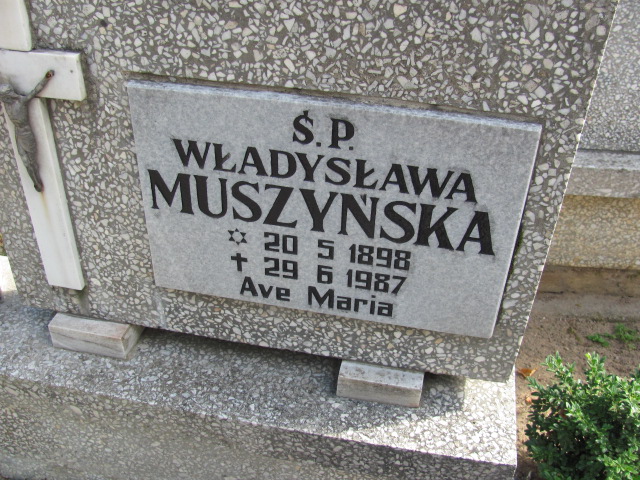 Ś.P.
WŁADYSŁAWA
MUSZYŃSKA
✡ 20 5 1898
✝ 29 6 1987
Ave Maria